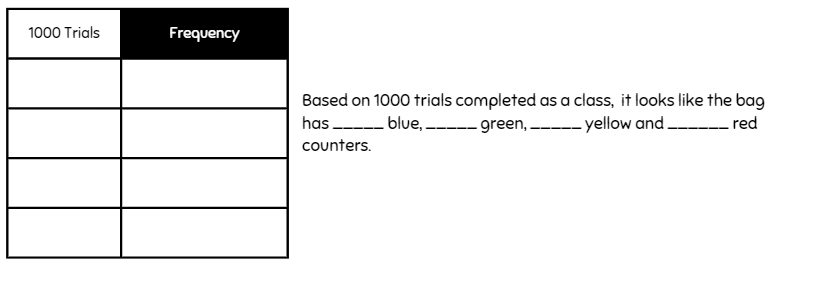 1000 Trials Frequency
Based on 1000 trials completed as a class, it looks like the bag
has _____ blue, _____ green, _____ yellow and ______ red
counters.